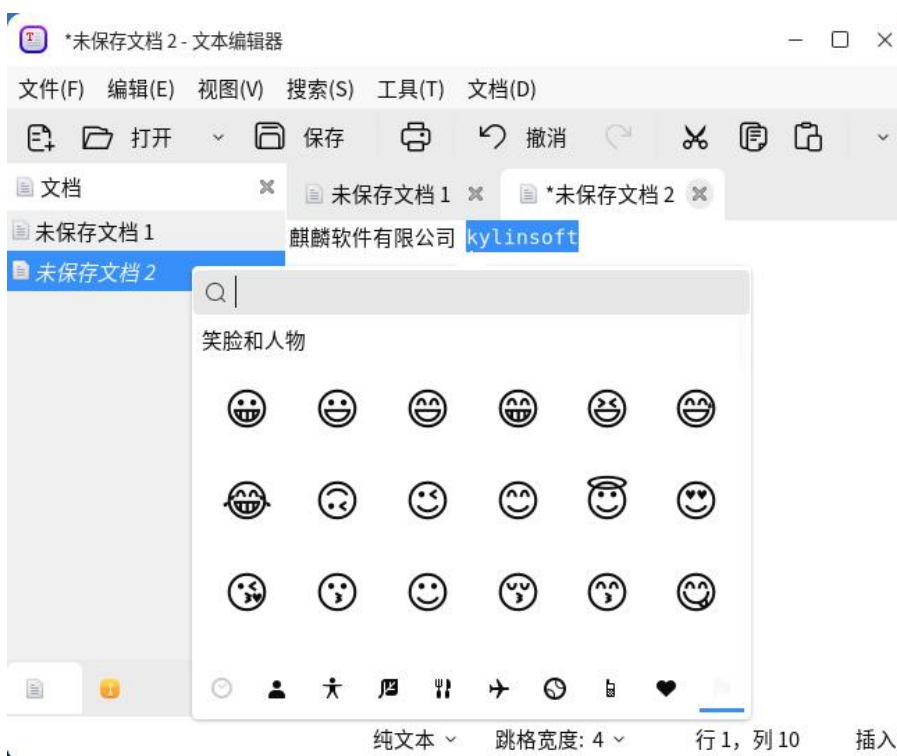 *未保存文档 2 - 文本编辑器
文件(F) 编辑(E) 视图(V) 搜索(S) 工具(T) 文档(D)
打开 保存 撤消
文档
未保存文档 1 *未保存文档 2
未保存文档 1
未保存文档 2
麒麟软件有限公司 kylinsoft
笑脸和人物
纯文本 跳格宽度: 4 行 1，列 10 插入